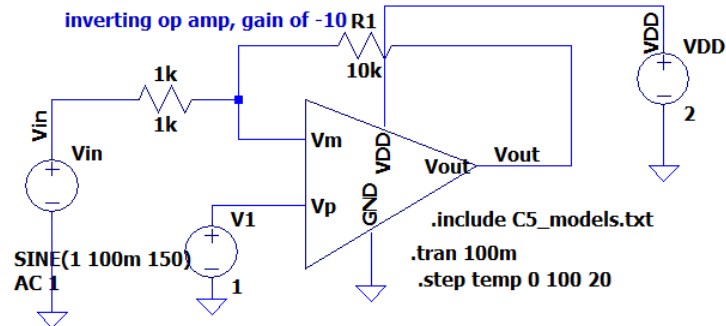 inverting op amp, gain of -10
R1
10k
1k
1k
VDD
VDD
2
Vin
Vin
Vm
VDD
Vout
Vout
Vp
GND
V1
1
SINE(1 100m 150)
AC 1
.include C5_models.txt
.tran 100m
.step temp 0 100 20